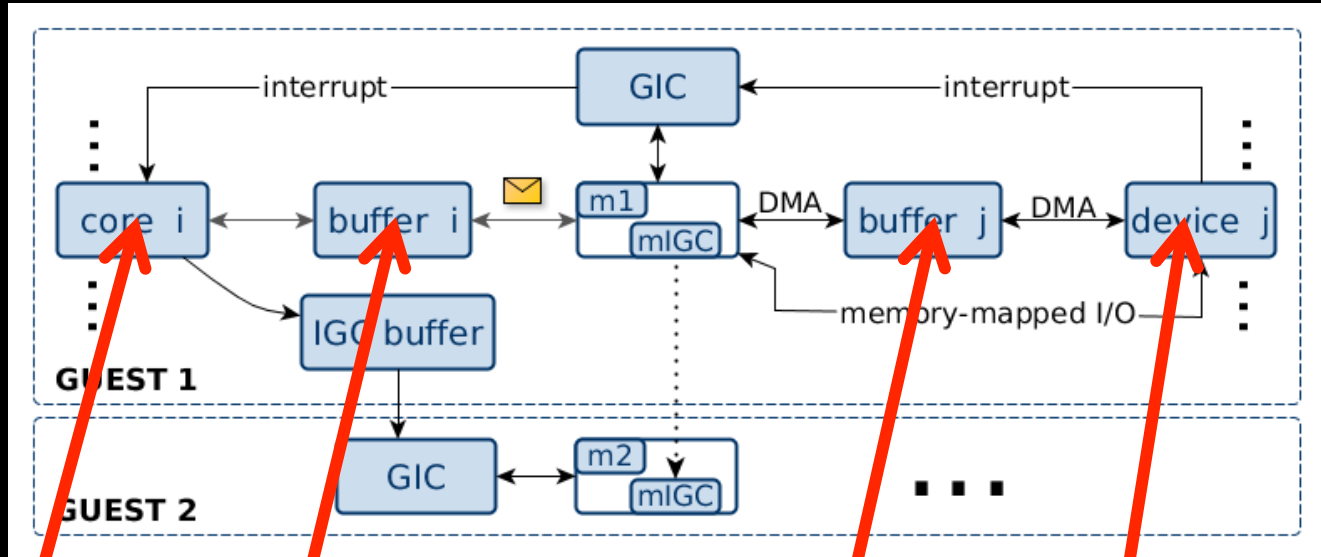 GIC
interrupt
interrupt
core i
buffer i
m1
mIGC
DMA
buffer j
DMA
device j
IGC buffer
memory-mapped I/O
GUEST 1
GIC
m2
mIGC
GUEST 2